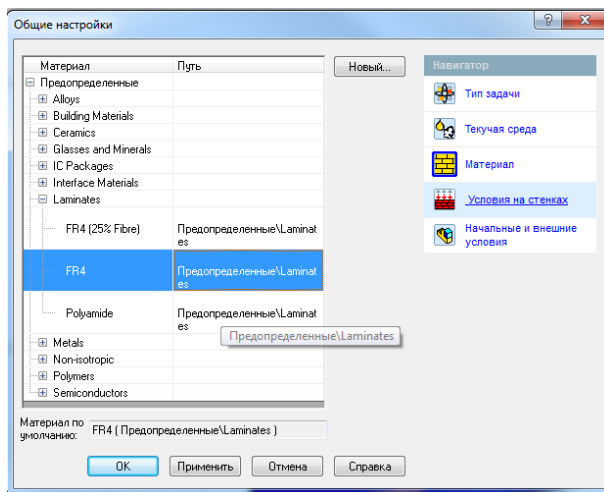 Общие настройки
Материал Путь
Новый...
Навигатор
Предопределенные
Alloys
Building Materials
Ceramics
Glasses and Minerals
IC Packages
Interface Materials
Laminates
FR4 (25% Fibre) Предопределенные\Laminat
es
FR4 Предопределенные\Laminat
es
Polyamide Предопределенные\Laminat
es
Предопределенные\Laminates
Metals
Non-isotropic
Polymers
Semiconductors
Тип задачи
Текучая среда
Материал
Условия на стенках
Начальные и внешние
условия
Материал по
умолчанию:
FR4 ( Предопределенные\Laminates )
OK Применить Отмена Справка